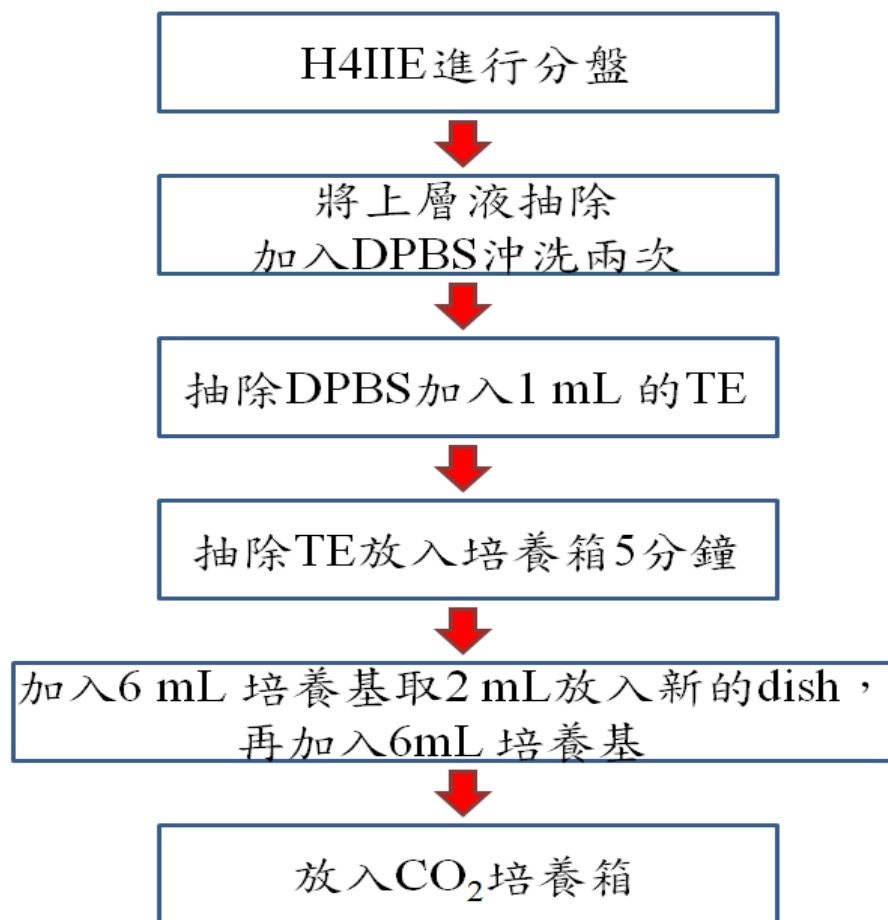 H4IIE進行分盤
將上層液抽除
加入DPBS沖洗兩次
抽除DPBS加入1 mL 的TE
抽除TE放入培養箱5分鐘
加入6 mL 培養基取2 mL放入新的dish，
再加入6mL 培養基
放入CO₂培養箱